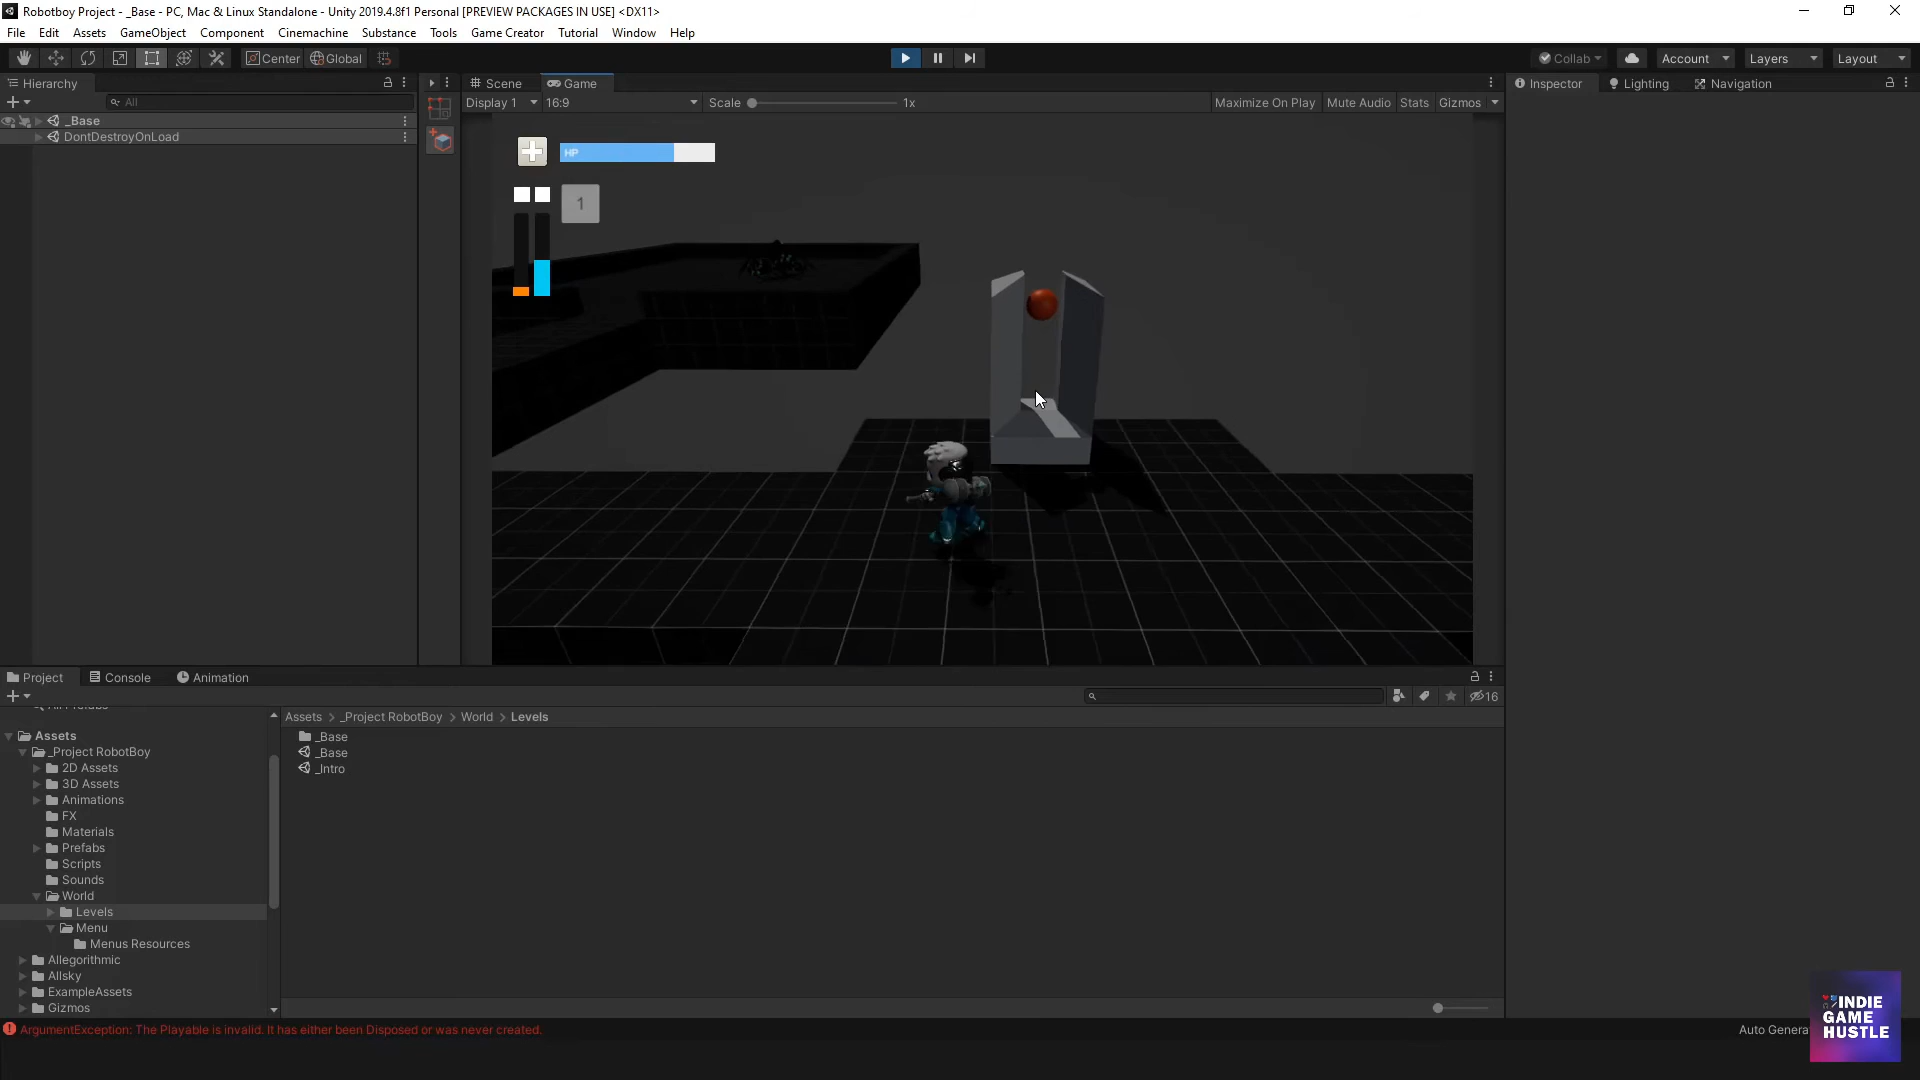 Robotboy Project - _Base - PC, Mac & Linux Standalone - Unity 2019.4.8f1 Personal [PREVIEW PACKAGES IN USE] <DX11>
File Edit Assets GameObject Component Cinemachine Substance Tools Game Creator Tutorial Window Help
Center Global Collab Account Layers Layout
Hierarchy Scene Game Inspector Lighting Navigation
All Display 1 16:9 Scale 1x Maximize On Play Mute Audio Stats Gizmos
_Base
DontDestroyOnLoad
HP
1
Project Console Animation
16
Assets > _Project RobotBoy > World > Levels
Assets
_Project RobotBoy
2D Assets
3D Assets
Animations
FX
Materials
Prefabs
Scripts
Sounds
World
Levels
Menu
Menus Resources
Allegorithmic
Allsky
ExampleAssets
Gizmos
_Base
_Base
_Intro
ArgumentException: The Playable is invalid. It has either been Disposed or was never created.
Auto Genera
INDIE
GAME
HUSTLE